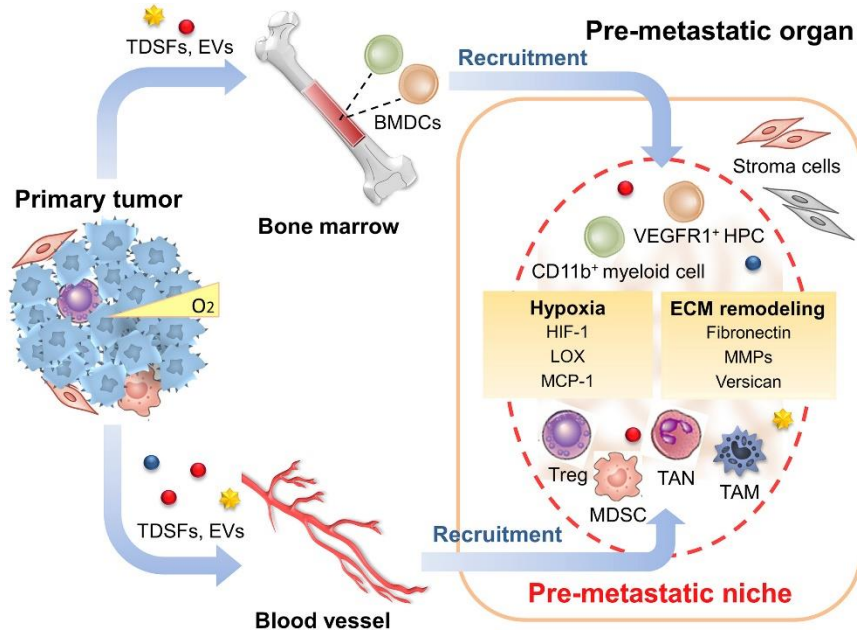 TDSFs, EVs
Pre-metastatic organ
Recruitment
BMDCs
Stroma cells
Primary tumor
Bone marrow
VEGFR1⁺ HPC
CD11b⁺ myeloid cell
O₂
Hypoxia
HIF-1
LOX
MCP-1
ECM remodeling
Fibronectin
MMPs
Versican
Treg
MDSC
TAN
TAM
TDSFs, EVs
Recruitment
Blood vessel
Pre-metastatic niche